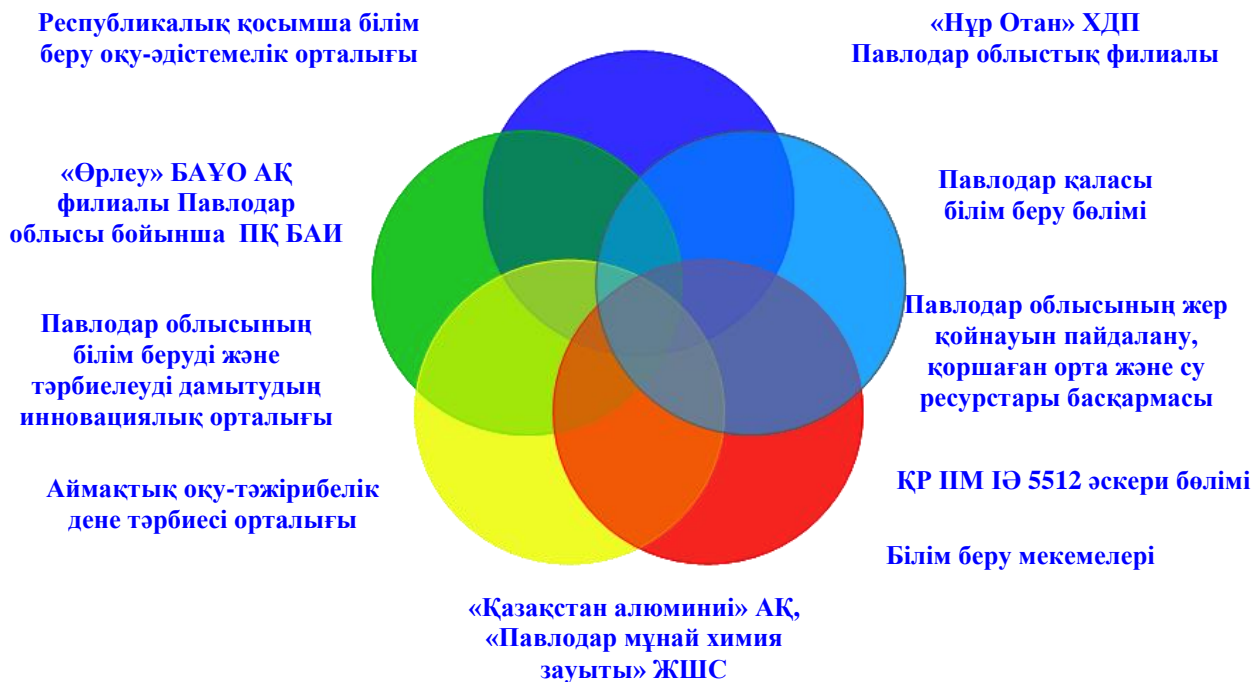 Республикалық қосымша білім
беру оқу-әдістемелік орталығы
«Нұр Отан» ХДП
Павлодар облыстық филиалы
«Өрлеу» БАҰО АҚ
филиалы Павлодар
облысы бойынша ПҚ БАИ
Павлодар қаласы
білім беру бөлімі
Павлодар облысының
білім беруді және
тәрбиелеуді дамытудың
инновациялық орталығы
Павлодар облысының жер
қойнауын пайдалану,
қоршаған орта және су
ресурстары басқармасы
Аймақтық оқу-тәжірибелік
дене тәрбиесі орталығы
ҚР ІІМ ІӘ 5512 әскери бөлімі
Білім беру мекемелері
«Қазақстан алюминиі» АҚ,
«Павлодар мұнай химия
зауыты» ЖШС